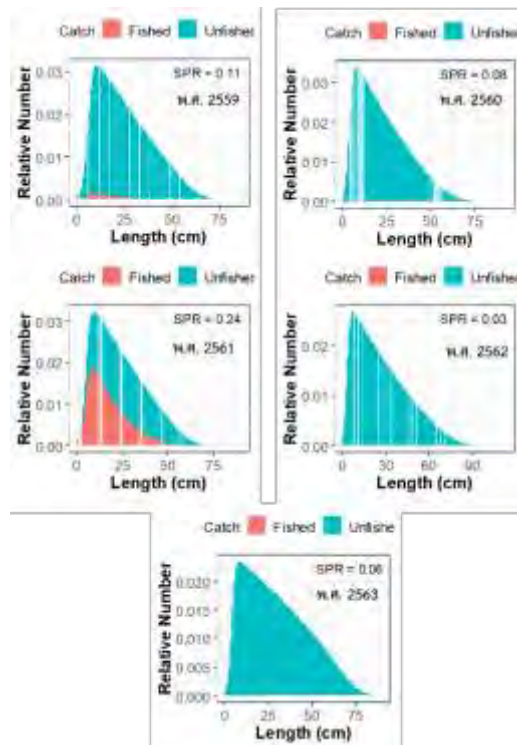 Catch Fished Unfisher
SPR = 0.11
พ.ศ. 2559
0.03
0.02
0.01
0.00
0 25 50 75
Relative Number
Length (cm)
Catch Fished Unfisher
SPR = 0.08
พ.ศ. 2560
0.03
0.02
0.01
0.00
0 25 50 75
Relative Number
Length (cm)
Catch Fished Unfisher
SPR = 0.24
พ.ศ. 2561
0.03
0.02
0.01
0.00
0 25 50 75
Relative Number
Length (cm)
Catch Fished Unfisher
SPR = 0.03
พ.ศ. 2562
0.02
0.01
0.00
0 30 60 90
Relative Number
Length (cm)
Catch Fished Unfishe
SPR = 0.06
พ.ศ. 2563
0.020
0.015
0.010
0.005
0.000
0 25 50 75
Relative Number
Length (cm)